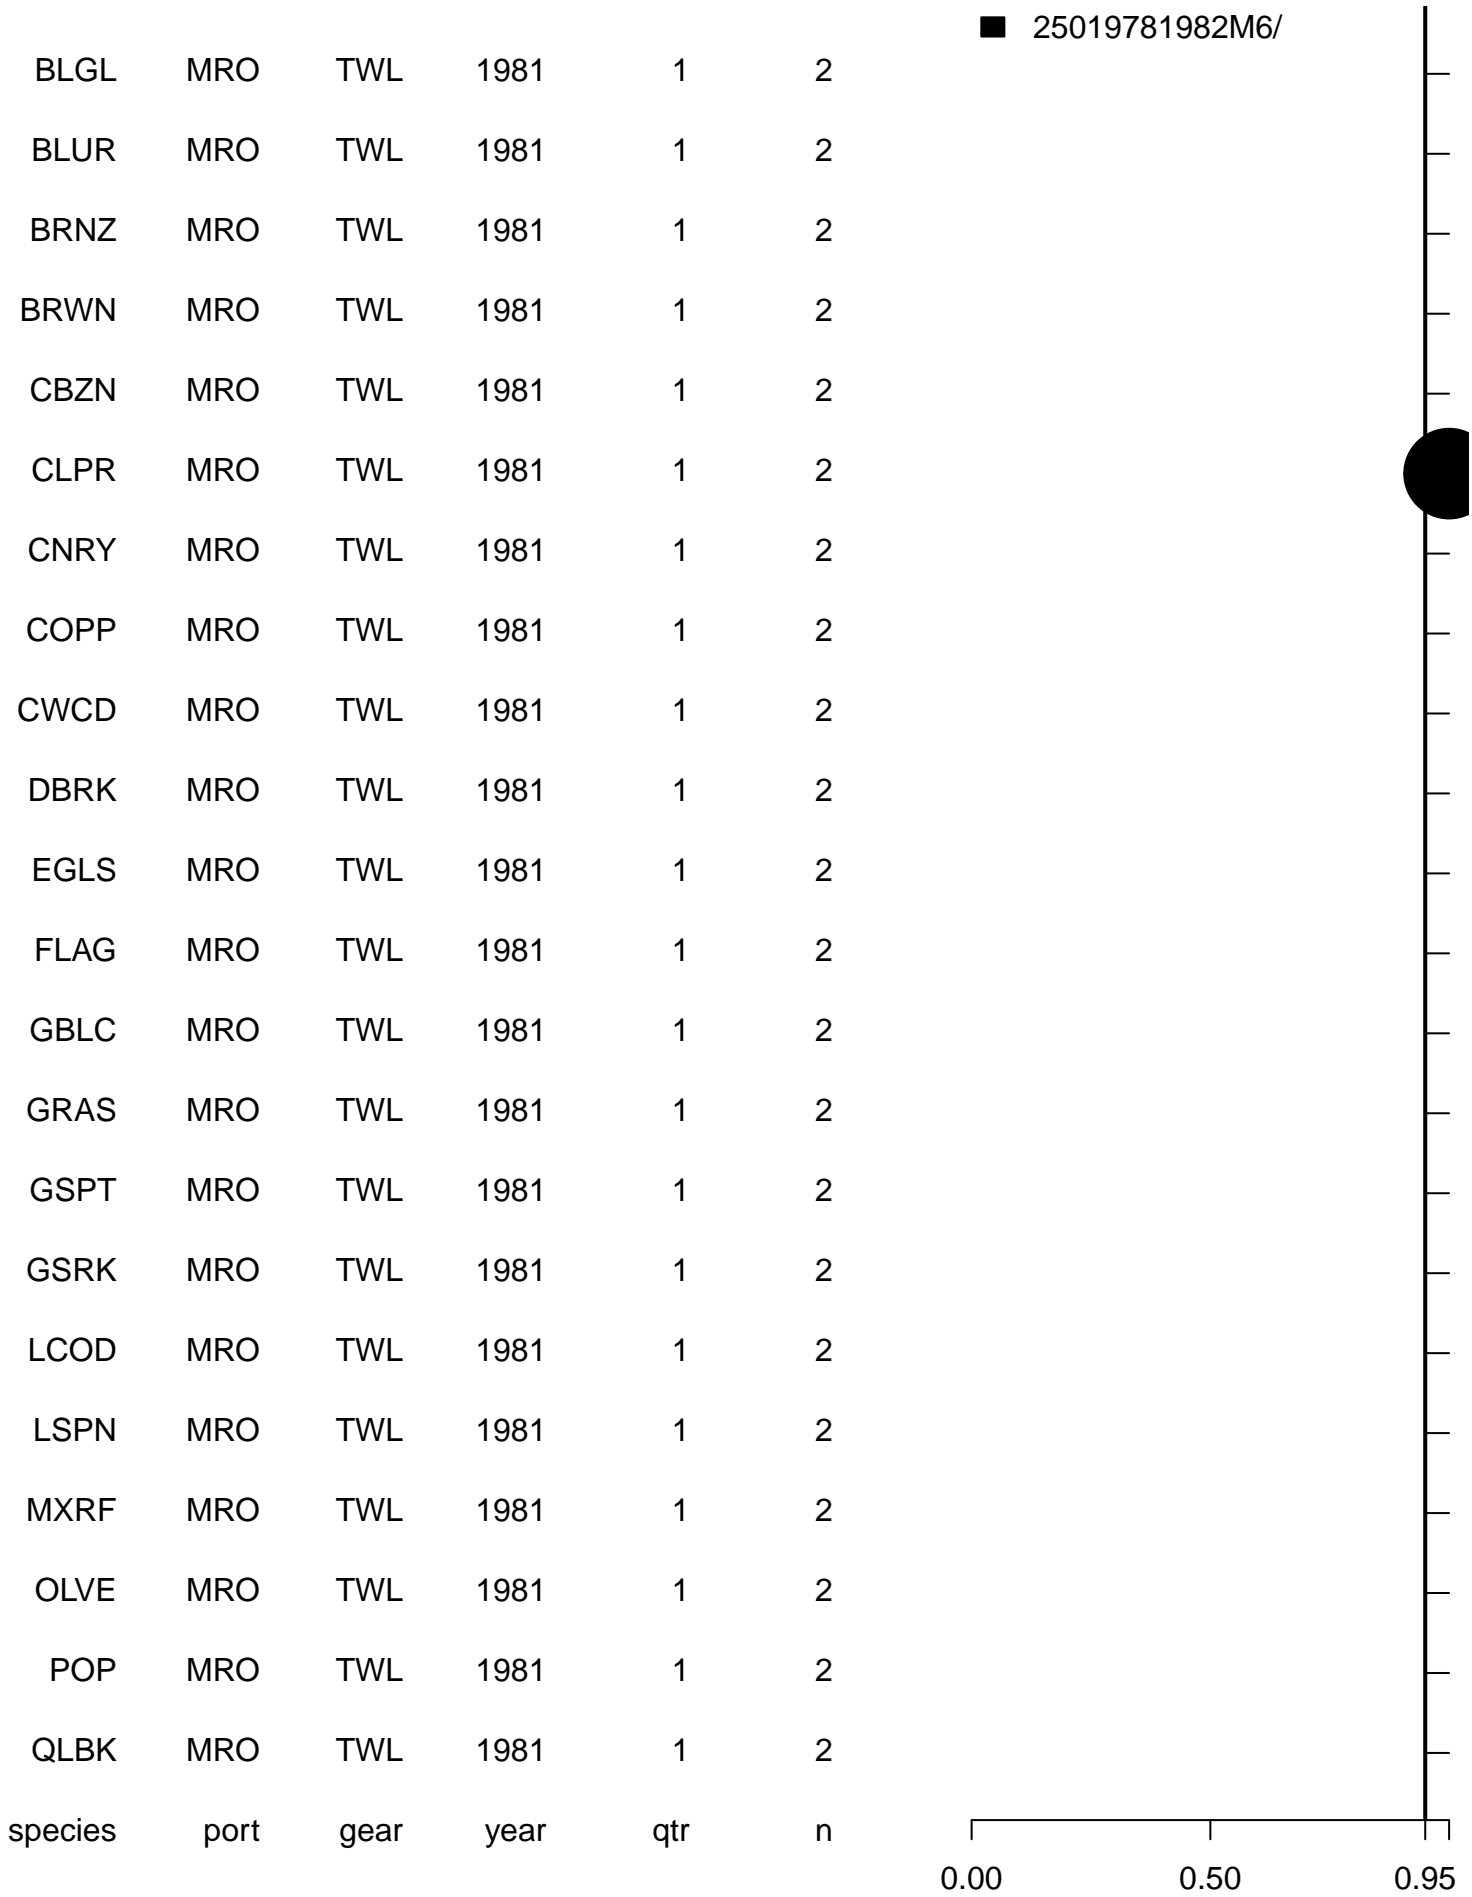 25019781982M6/
BLGL MRO TWL 1981 1 2
BLUR MRO TWL 1981 1 2
BRNZ MRO TWL 1981 1 2
BRWN MRO TWL 1981 1 2
CBZN MRO TWL 1981 1 2
CLPR MRO TWL 1981 1 2
CNRY MRO TWL 1981 1 2
COPP MRO TWL 1981 1 2
CWCD MRO TWL 1981 1 2
DBRK MRO TWL 1981 1 2
EGLS MRO TWL 1981 1 2
FLAG MRO TWL 1981 1 2
GBLC MRO TWL 1981 1 2
GRAS MRO TWL 1981 1 2
GSPT MRO TWL 1981 1 2
GSRK MRO TWL 1981 1 2
LCOD MRO TWL 1981 1 2
LSPN MRO TWL 1981 1 2
MXRF MRO TWL 1981 1 2
OLVE MRO TWL 1981 1 2
POP MRO TWL 1981 1 2
QLBK MRO TWL 1981 1 2
species port gear year qtr n
0.00 0.50 0.95